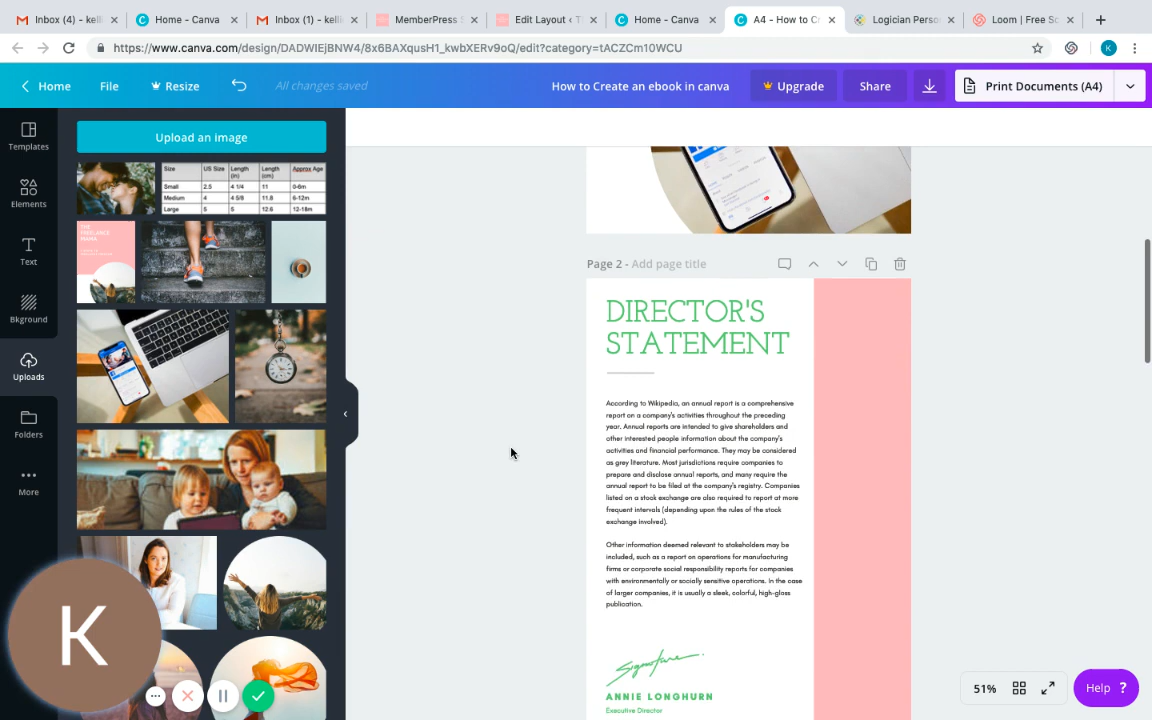 Inbox (4) - kelli
Home - Canva
Inbox (1) - kelli
MemberPress
Edit Layout ‹ T
Home - Canva
A4 - How to Cr
Logician Perso
Loom | Free Sc
https://www.canva.com/design/DADWIEjBNW4/8x6BAXqusH1_kwbXERv9oQ/edit?category=tACZCm10WCU
K
Home
File
Resize
All changes saved
How to Create an ebook in canva
Upgrade
Share
Print Documents (A4)
Templates
Elements
Text
Bkground
Uploads
Folders
More
Upload an image
Size US Size Length (in) Length (cm) Approx Age
Small 2.5 4 1/4 11 0-6m
Medium 4 4 5/8 11.8 6-12m
Large 5 5 12.6 12-18m
THE
FREELANCE
MAMA
Page 2 - Add page title
DIRECTOR'S
STATEMENT
According to Wikipedia, an annual report is a comprehensive
report on a company's activities throughout the preceding
year. Annual reports are intended to give shareholders and
other interested people information about the company's
activities and financial performance. They may be considered
as grey literature. Most jurisdictions require companies to
prepare and disclose annual reports, and many require the
annual report to be filed at the company's registry. Companies
listed on a stock exchange are also required to report at more
frequent intervals (depending upon the rules of the stock
exchange involved).
Other information deemed relevant to stakeholders may be
included, such as a report on operations for manufacturing
firms or corporate social responsibility reports for companies
with environmentally or socially sensitive operations. In the case
of larger companies, it is usually a sleek, colorful, high-gloss
publication.
Signature
ANNIE LONGHURN
Executive Director
K
51%
Help ?